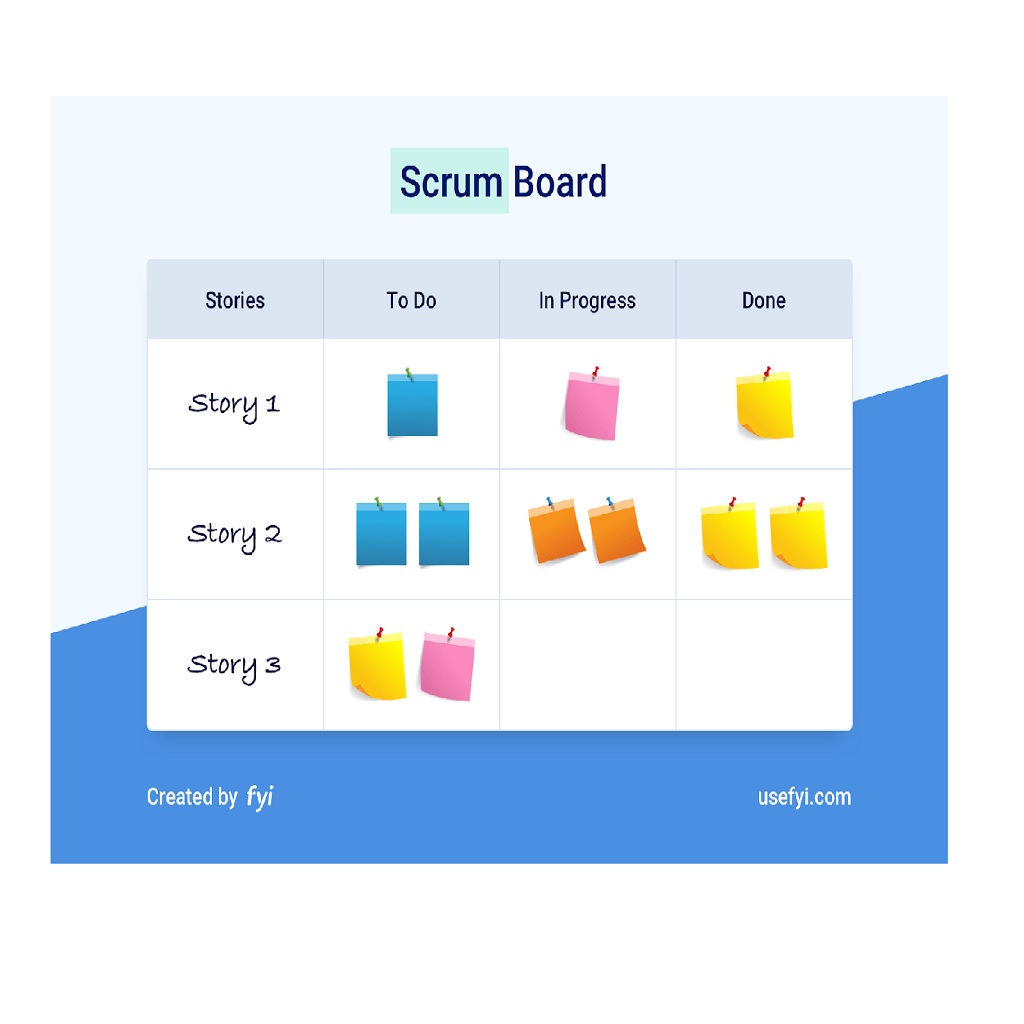 Scrum Board
Stories To Do In Progress Done
Story 1
Story 2
Story 3
Created by fyi usefyi.com